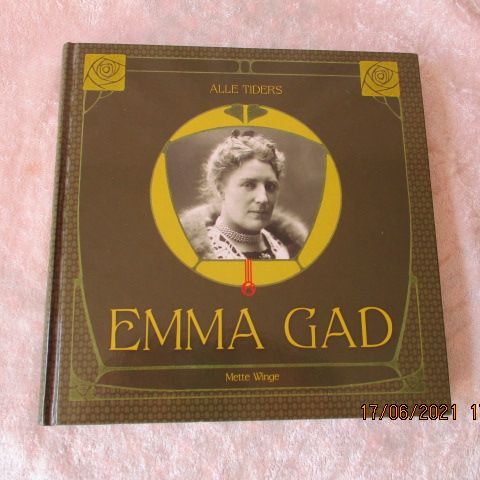 ALLE TIDERS
EMMA GAD
Mette Winge
17/06/2021 1